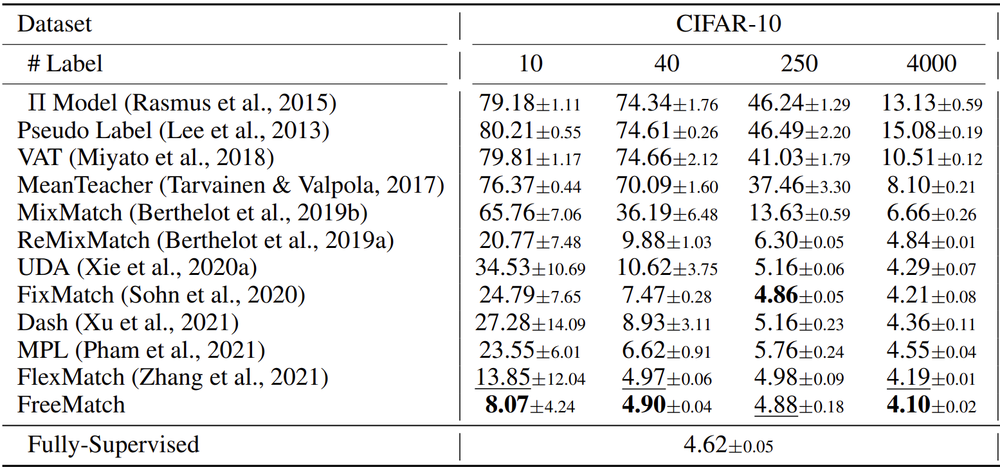 Dataset CIFAR-10
# Label 10 40 250 4000
Π Model (Rasmus et al., 2015) 79.18±1.11 74.34±1.76 46.24±1.29 13.13±0.59
Pseudo Label (Lee et al., 2013) 80.21±0.55 74.61±0.26 46.49±2.20 15.08±0.19
VAT (Miyato et al., 2018) 79.81±1.17 74.66±2.12 41.03±1.79 10.51±0.12
MeanTeacher (Tarvainen & Valpola, 2017) 76.37±0.44 70.09±1.60 37.46±3.30 8.10±0.21
MixMatch (Berthelot et al., 2019b) 65.76±7.06 36.19±6.48 13.63±0.59 6.66±0.26
ReMixMatch (Berthelot et al., 2019a) 20.77±7.48 9.88±1.03 6.30±0.05 4.84±0.01
UDA (Xie et al., 2020a) 34.53±10.69 10.62±3.75 5.16±0.06 4.29±0.07
FixMatch (Sohn et al., 2020) 24.79±7.65 7.47±0.28 4.86±0.05 4.21±0.08
Dash (Xu et al., 2021) 27.28±14.09 8.93±3.11 5.16±0.23 4.36±0.11
MPL (Pham et al., 2021) 23.55±6.01 6.62±0.91 5.76±0.24 4.55±0.04
FlexMatch (Zhang et al., 2021) 13.85±12.04 4.97±0.06 4.98±0.09 4.19±0.01
FreeMatch 8.07±4.24 4.90±0.04 4.88±0.18 4.10±0.02
Fully-Supervised 4.62±0.05